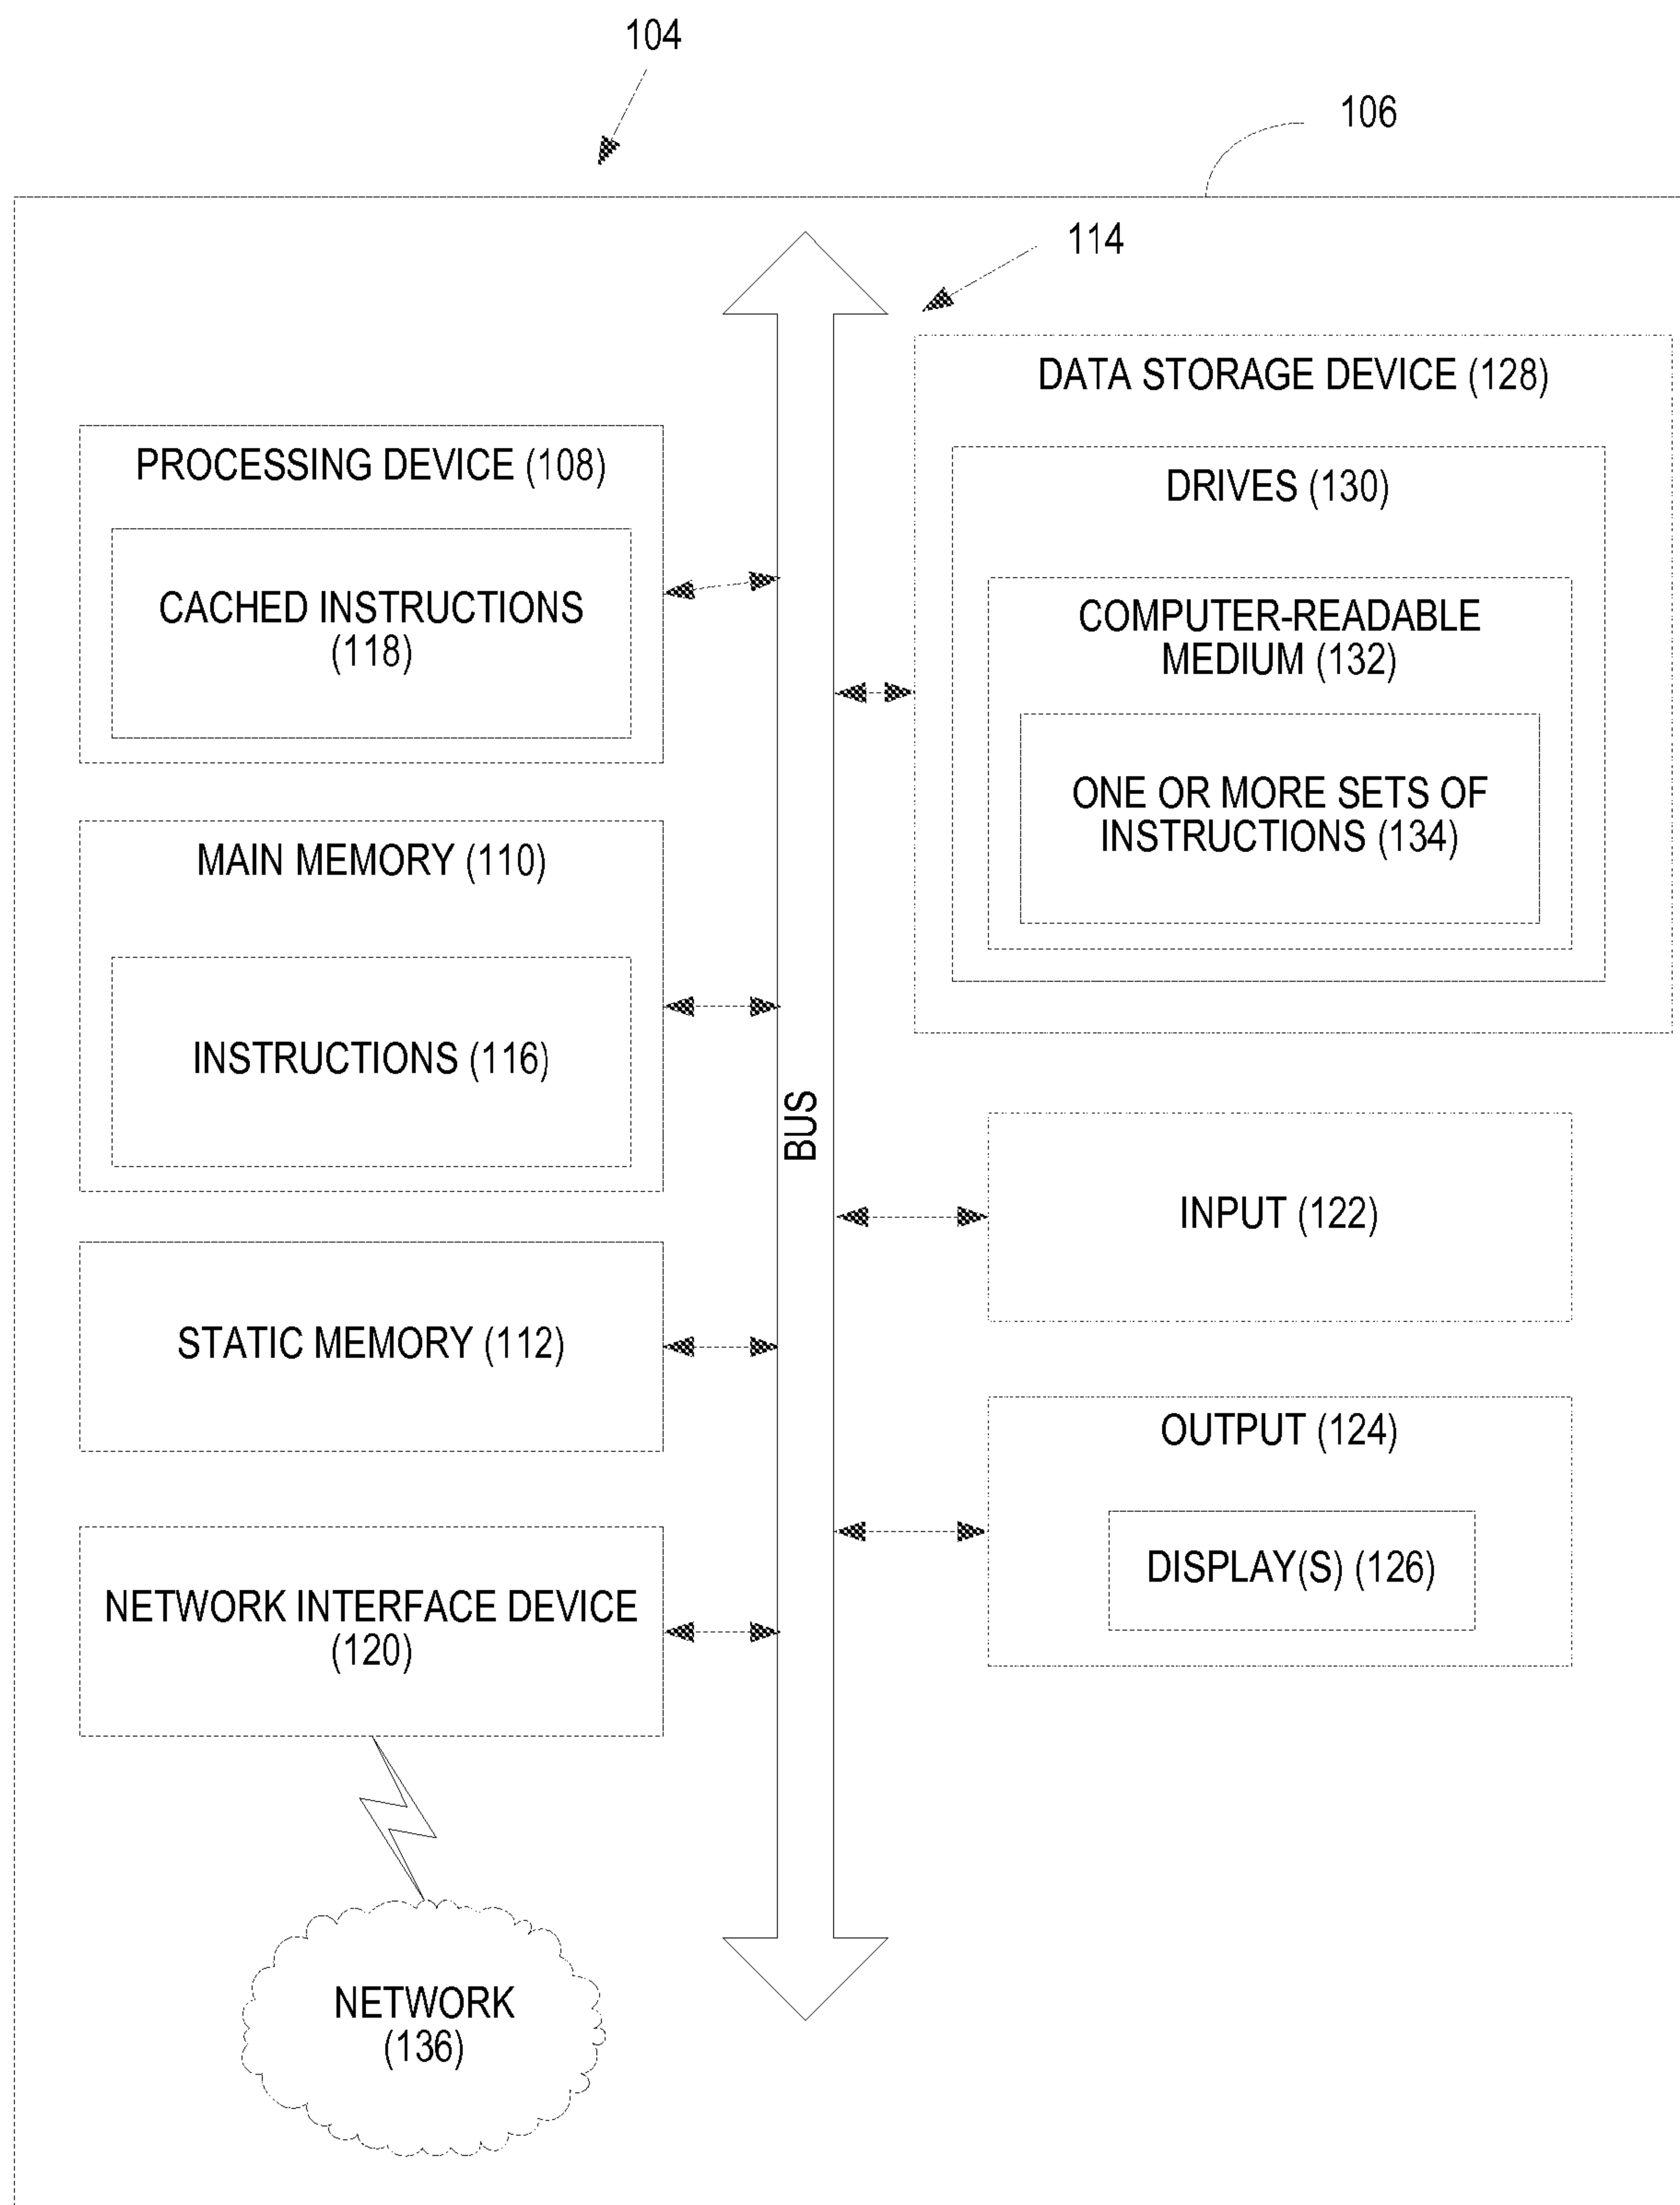 104
106
114
DATA STORAGE DEVICE (128)
PROCESSING DEVICE (108)
DRIVES (130)
CACHED INSTRUCTIONS
(118)
COMPUTER-READABLE
MEDIUM (132)
ONE OR MORE SETS OF
INSTRUCTIONS (134)
MAIN MEMORY (110)
INSTRUCTIONS (116)
BUS
INPUT (122)
STATIC MEMORY (112)
OUTPUT (124)
DISPLAY(S) (126)
NETWORK INTERFACE DEVICE
(120)
NETWORK
(136)